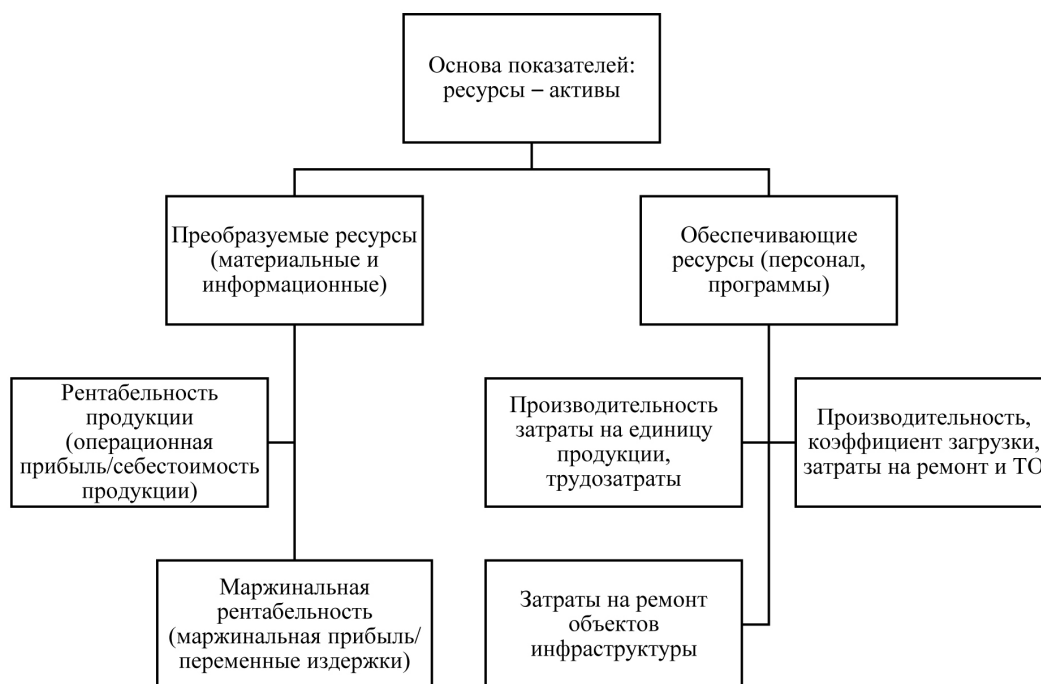 Основа показателей:
ресурсы – активы
Преобразуемые ресурсы
(материальные и
информационные)
Обеспечивающие
ресурсы (персонал,
программы)
Рентабельность
продукции
(операционная
прибыль/себестоимость
продукции)
Производительность
затраты на единицу
продукции,
трудозатраты
Производительность,
коэффициент загрузки,
затраты на ремонт и ТО
Маржинальная
рентабельность
(маржинальная прибыль/
переменные издержки)
Затраты на ремонт
объектов
инфраструктуры